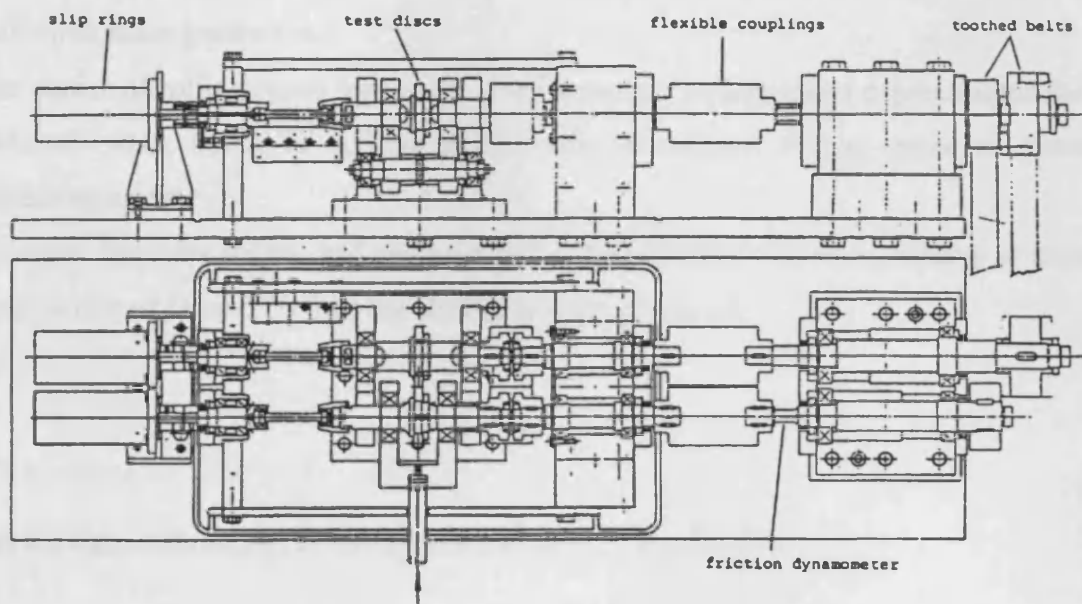 slip rings
test discs
flexible couplings
toothed belts
friction dynamometer